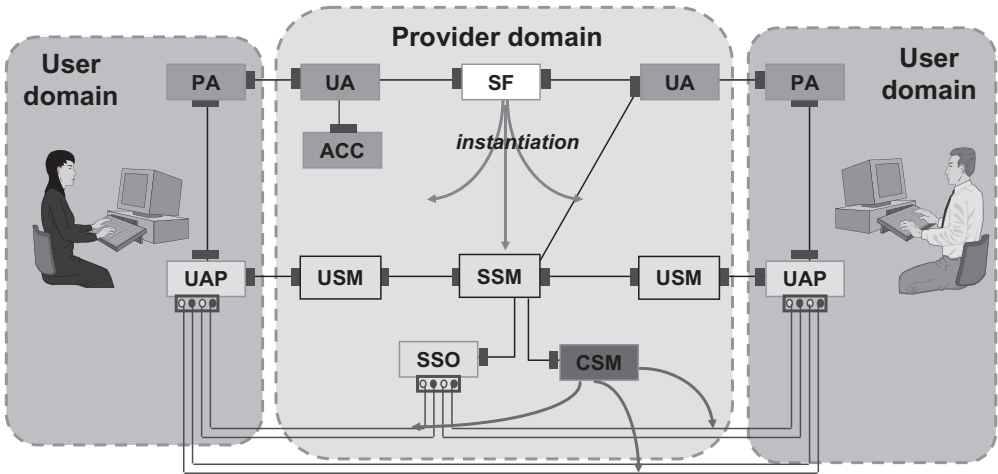 Provider domain
User
domain
User
domain
PA
UA
SF
UA
PA
ACC
instantiation
UAP
USM
SSM
USM
UAP
SSO
CSM